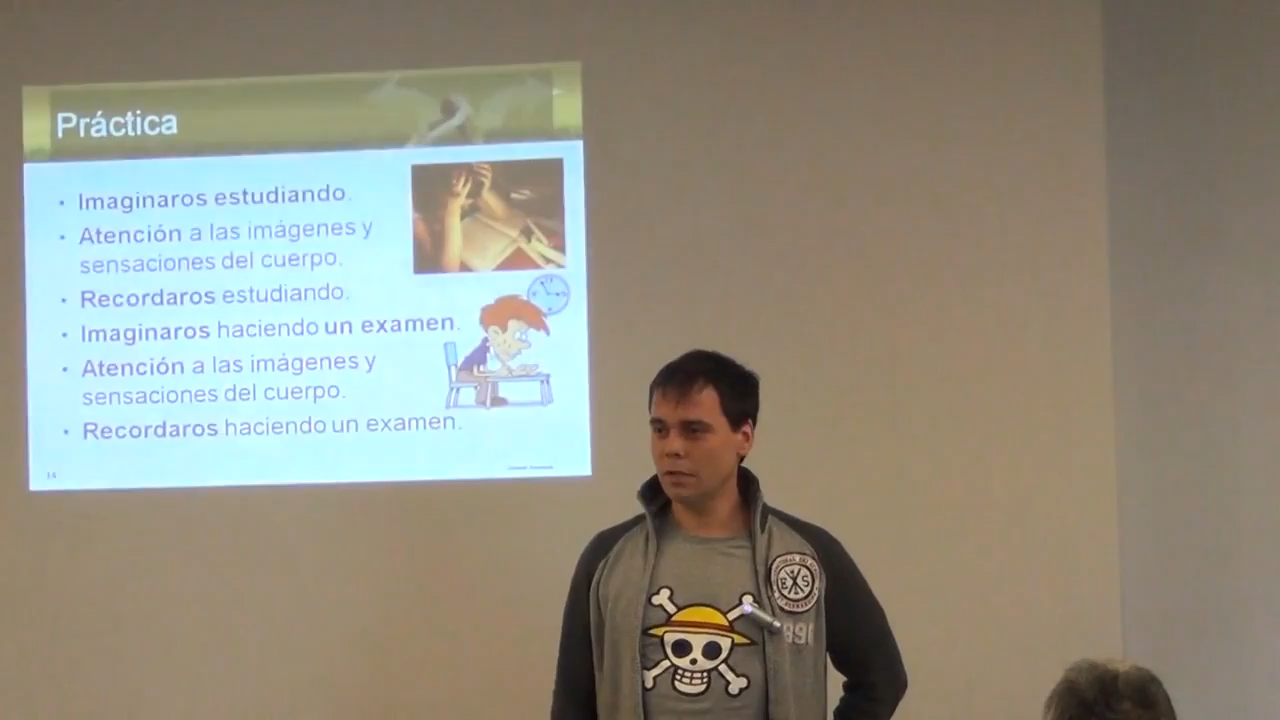 Práctica
• Imaginaros estudiando.
• Atención a las imágenes y
sensaciones del cuerpo.
• Recordaros estudiando.
• Imaginaros haciendo un examen.
• Atención a las imágenes y
sensaciones del cuerpo.
• Recordaros haciendo un examen.
14
E S